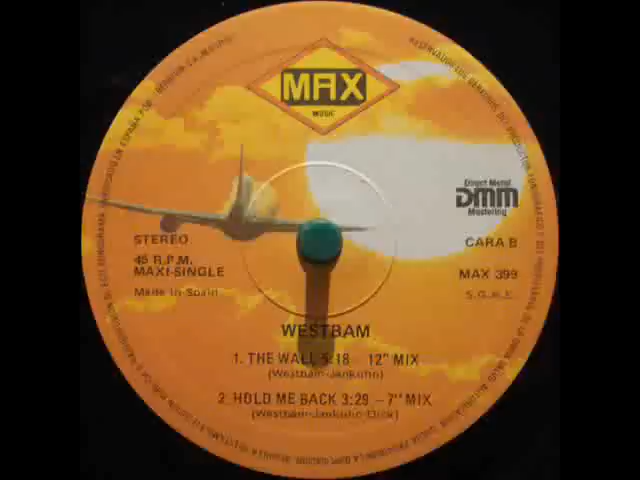 MAX
MUSIC
Direct Metal
DMM
Mastering
STEREO
CARA B
45 R.P.M.
MAXI-SINGLE
MAX 399
Made in Spain
S.G.A.E.
WESTBAM
1. THE WALL 5:18 – 12" MIX
(Westbam-Jankuhn)
2. HOLD ME BACK 3:29 – 7" MIX
(Westbam-Jankuhn-Dick)